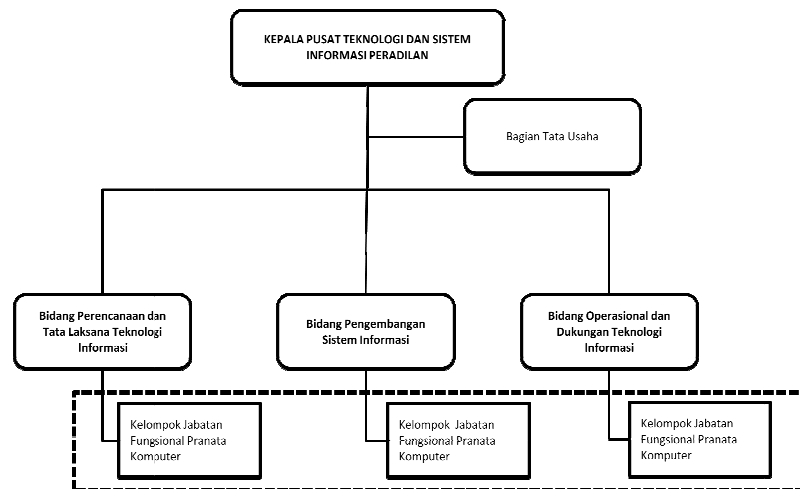 KEPALA PUSAT TEKNOLOGI DAN SISTEM
INFORMASI PERADILAN
Bagian Tata Usaha
Bidang Perencanaan dan
Tata Laksana Teknologi
Informasi
Bidang Pengembangan
Sistem Informasi
Bidang Operasional dan
Dukungan Teknologi
Informasi
Kelompok Jabatan
Fungsional Pranata
Komputer
Kelompok Jabatan
Fungsional Pranata
Komputer
Kelompok Jabatan
Fungsional Pranata
Komputer